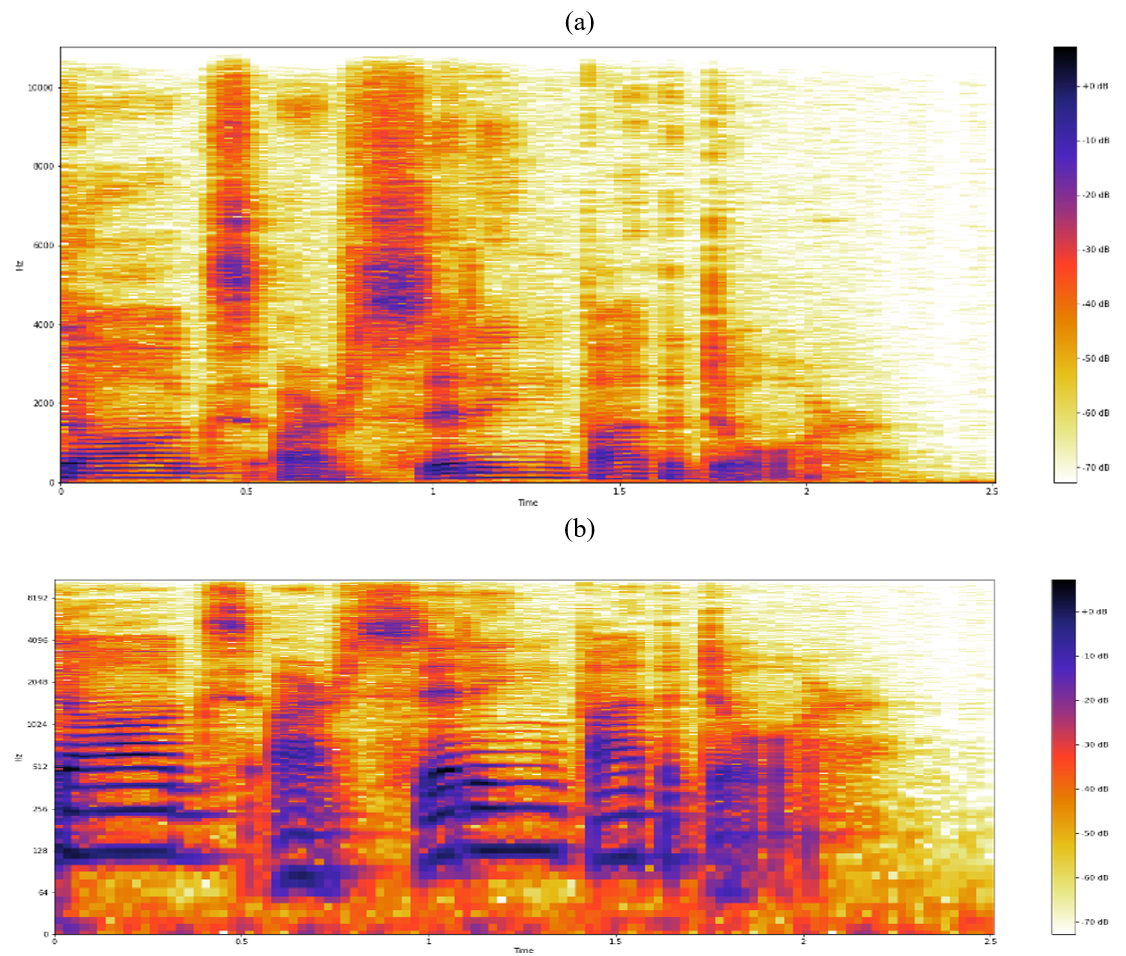 (a)
10000
8000
6000
4000
2000
0
Hz
0
0.5
1
1.5
2
2.5
Time
+0 dB
-10 dB
-20 dB
-30 dB
-40 dB
-50 dB
-60 dB
-70 dB
(b)
8192
4096
2048
1024
512
256
128
64
0
Hz
0
0.5
1
1.5
2
2.5
Time
+0 dB
-10 dB
-20 dB
-30 dB
-40 dB
-50 dB
-60 dB
-70 dB